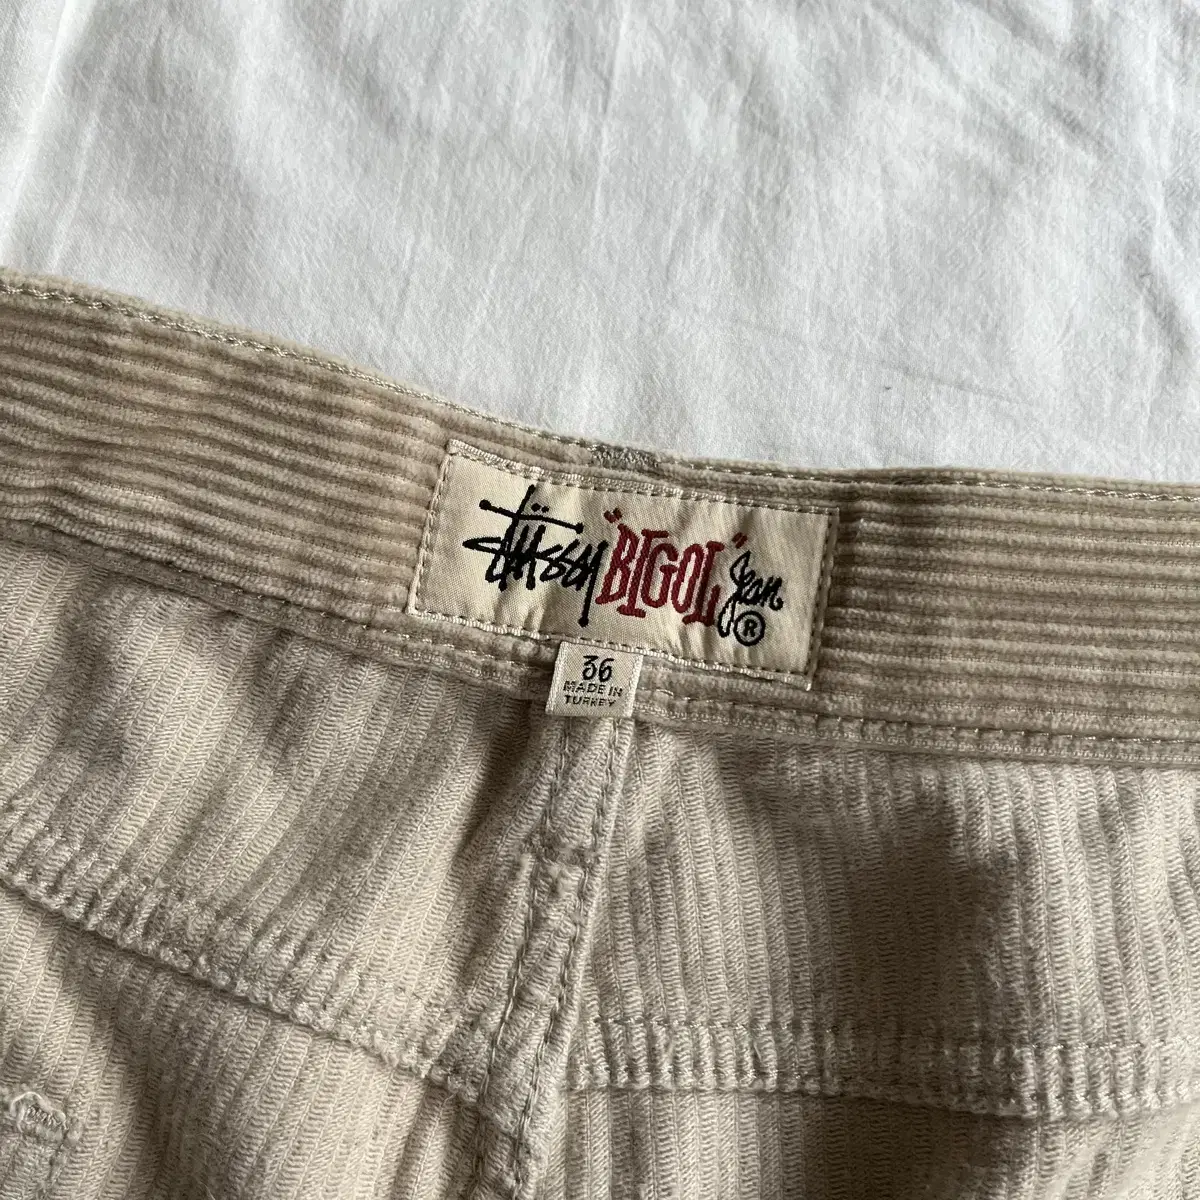 Stüssy "BIGOL" Jean ®
36
MADE IN
TURKEY